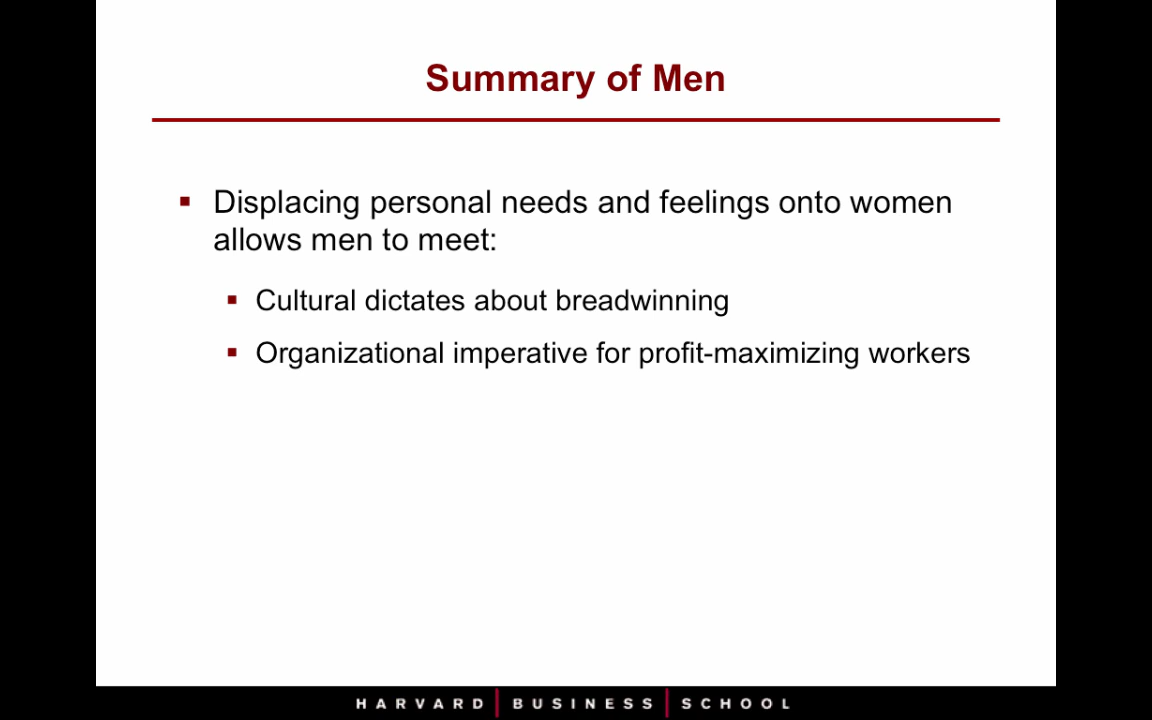 Summary of Men
▪ Displacing personal needs and feelings onto women
allows men to meet:
▪ Cultural dictates about breadwinning
▪ Organizational imperative for profit-maximizing workers
HARVARD | BUSINESS | SCHOOL